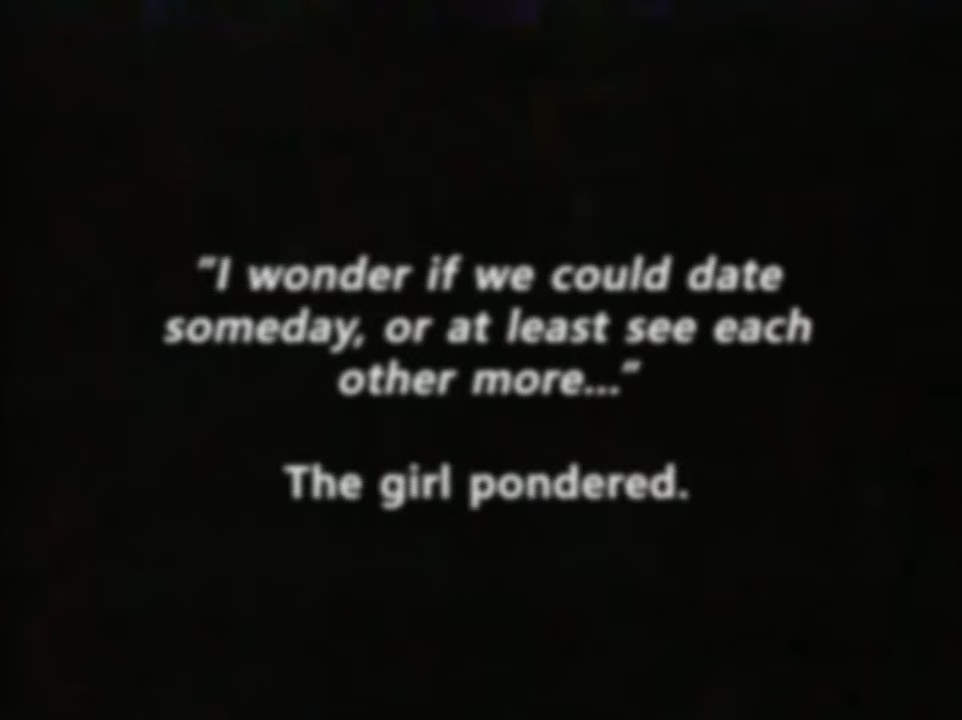 "I wonder if we could date
someday, or at least see each
other more..."
The girl pondered.